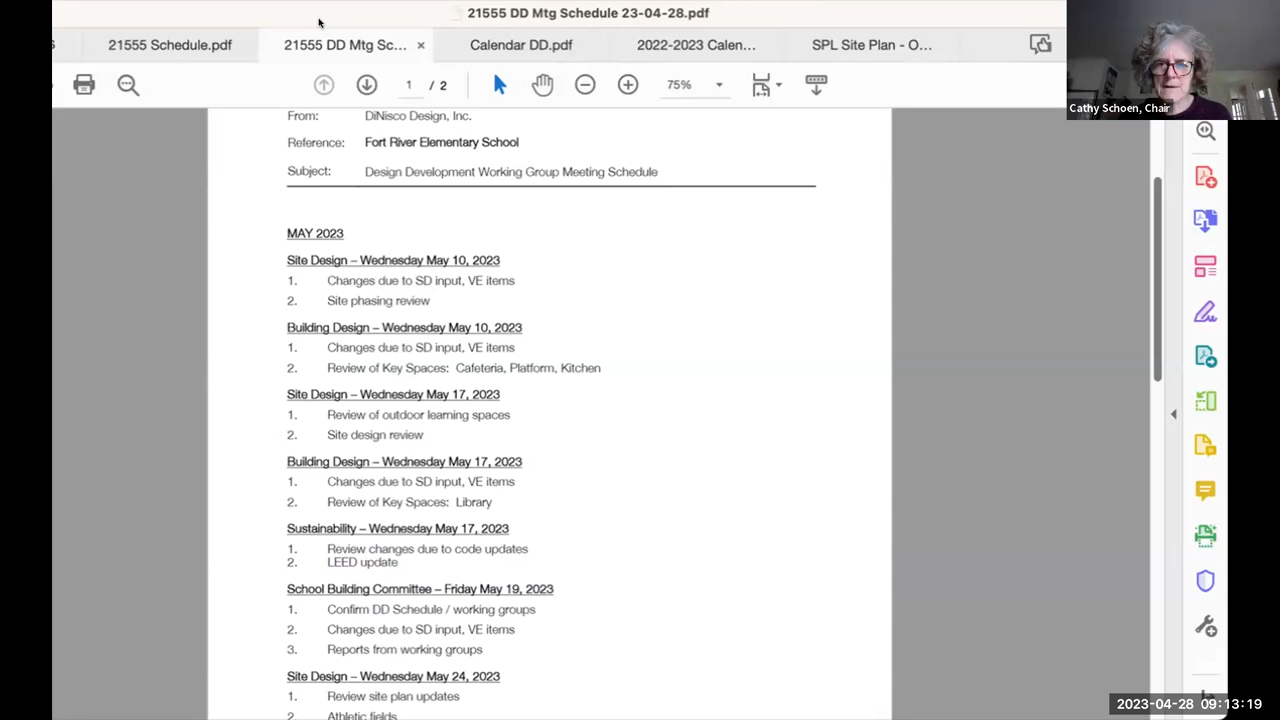 21555 DD Mtg Schedule 23-04-28.pdf
21555 Schedule.pdf
21555 DD Mtg Sc... ×
Calendar DD.pdf
2022-2023 Calen...
SPL Site Plan - O...
1 / 2
75%
Cathy Schoen, Chair
From: DiNisco Design, Inc.
Reference: Fort River Elementary School
Subject: Design Development Working Group Meeting Schedule
MAY 2023
Site Design – Wednesday May 10, 2023
1. Changes due to SD input, VE items
2. Site phasing review
Building Design – Wednesday May 10, 2023
1. Changes due to SD input, VE items
2. Review of Key Spaces: Cafeteria, Platform, Kitchen
Site Design – Wednesday May 17, 2023
1. Review of outdoor learning spaces
2. Site design review
Building Design – Wednesday May 17, 2023
1. Changes due to SD input, VE items
2. Review of Key Spaces: Library
Sustainability – Wednesday May 17, 2023
1. Review changes due to code updates
2. LEED update
School Building Committee – Friday May 19, 2023
1. Confirm DD Schedule / working groups
2. Changes due to SD input, VE items
3. Reports from working groups
Site Design – Wednesday May 24, 2023
1. Review site plan updates
2. Athletic fields
2023-04-28 09:13:19